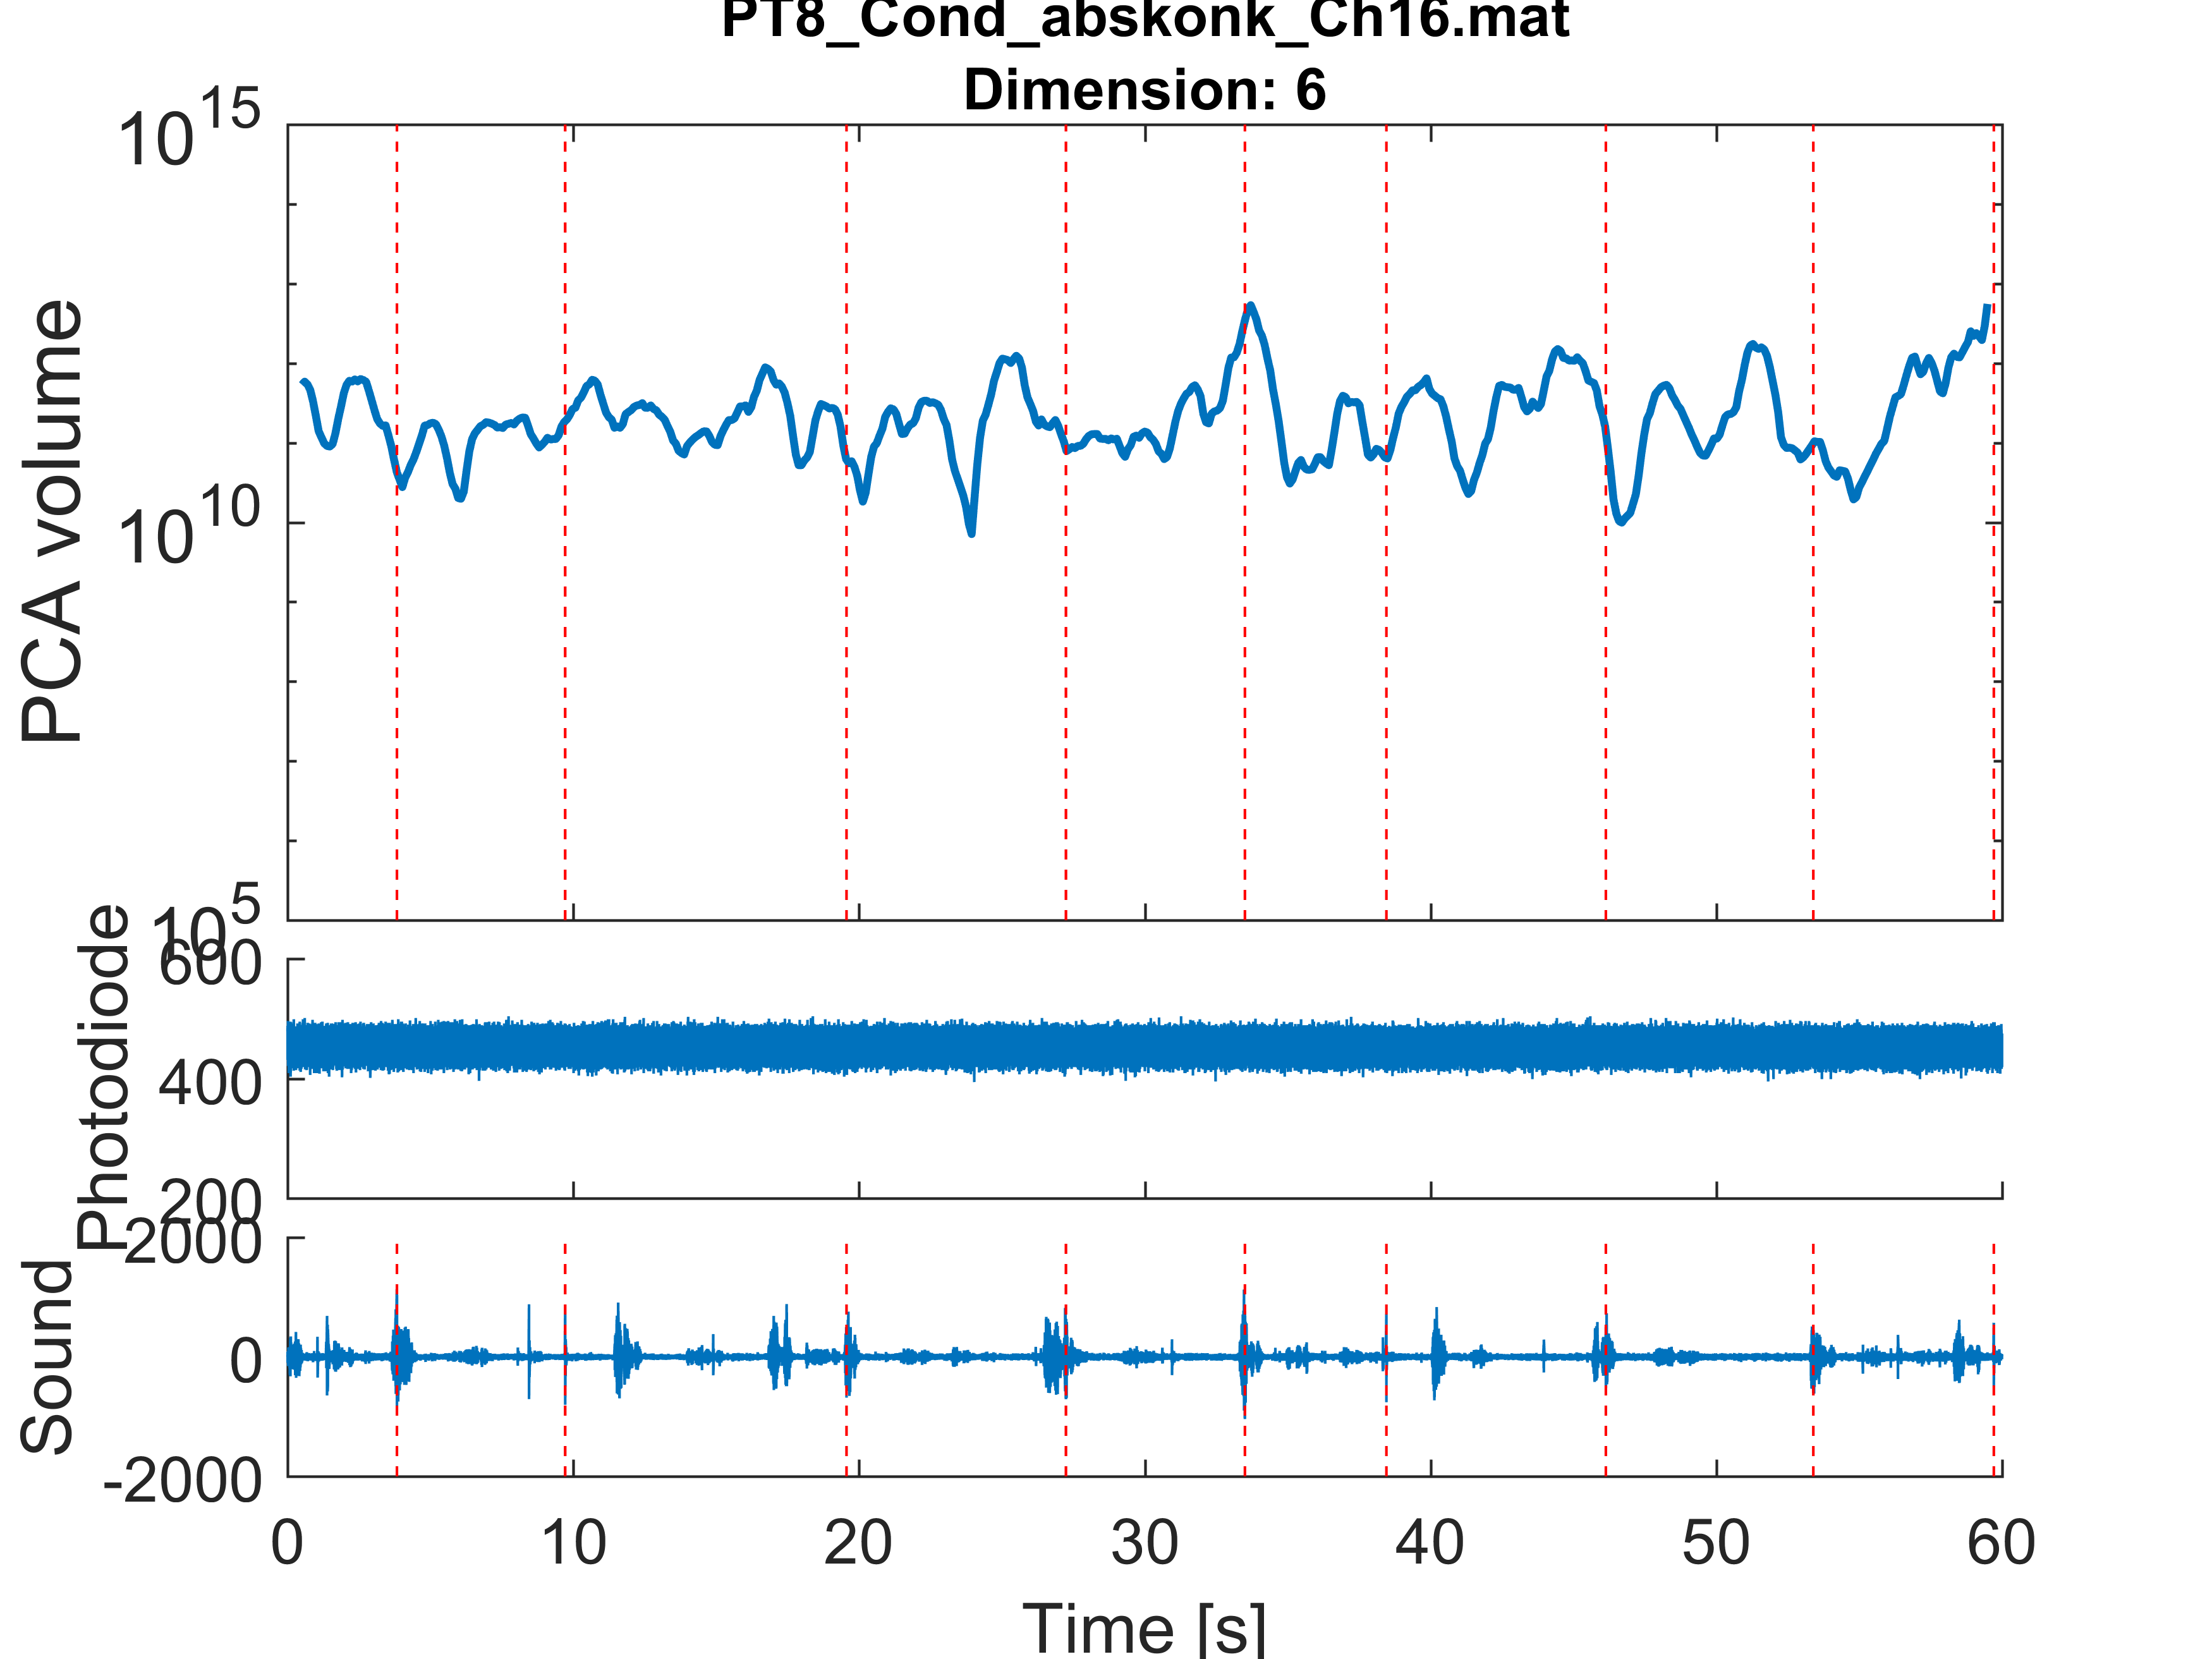 PT8_Cond_abskonk_Ch16.mat
Dimension: 6
10^15
10^10
10^5
PCA volume
600
400
200
Photodiode
2000
0
-2000
Sound
0 10 20 30 40 50 60
Time [s]